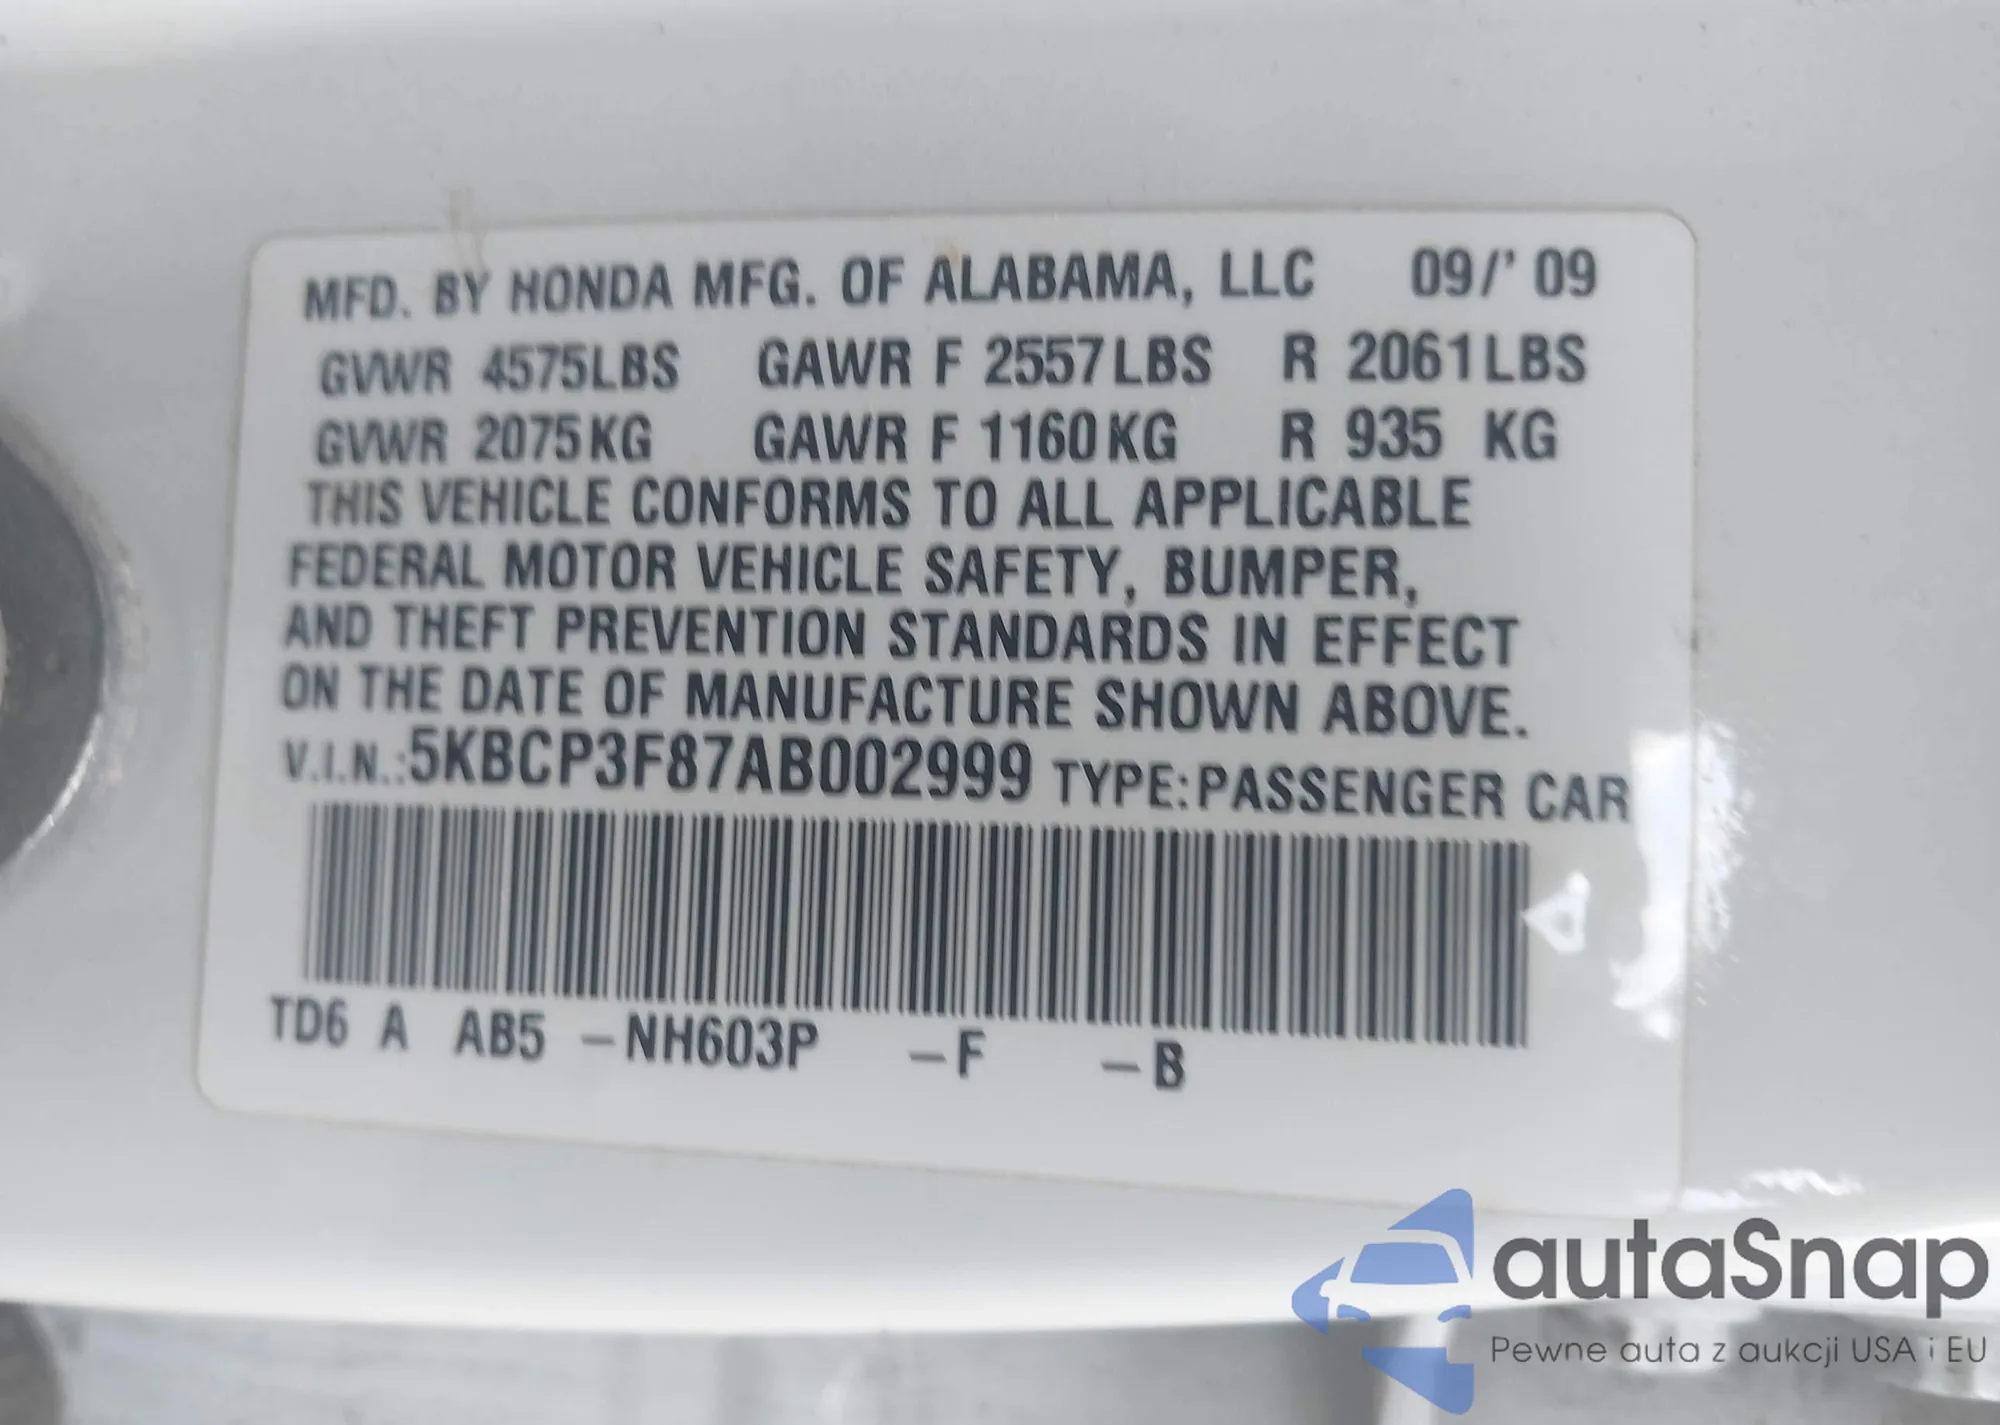 MFD. BY HONDA MFG. OF ALABAMA, LLC 09/' 09
GVWR 4575LBS GAWR F 2557LBS R 2061LBS
GVWR 2075KG GAWR F 1160KG R 935 KG
THIS VEHICLE CONFORMS TO ALL APPLICABLE
FEDERAL MOTOR VEHICLE SAFETY, BUMPER,
AND THEFT PREVENTION STANDARDS IN EFFECT
ON THE DATE OF MANUFACTURE SHOWN ABOVE.
V.I.N.:5KBCP3F87AB002999 TYPE:PASSENGER CAR
TD6 A AB5 -NH603P -F -B
autaSnap
Pewne auta z aukcji USA i EU